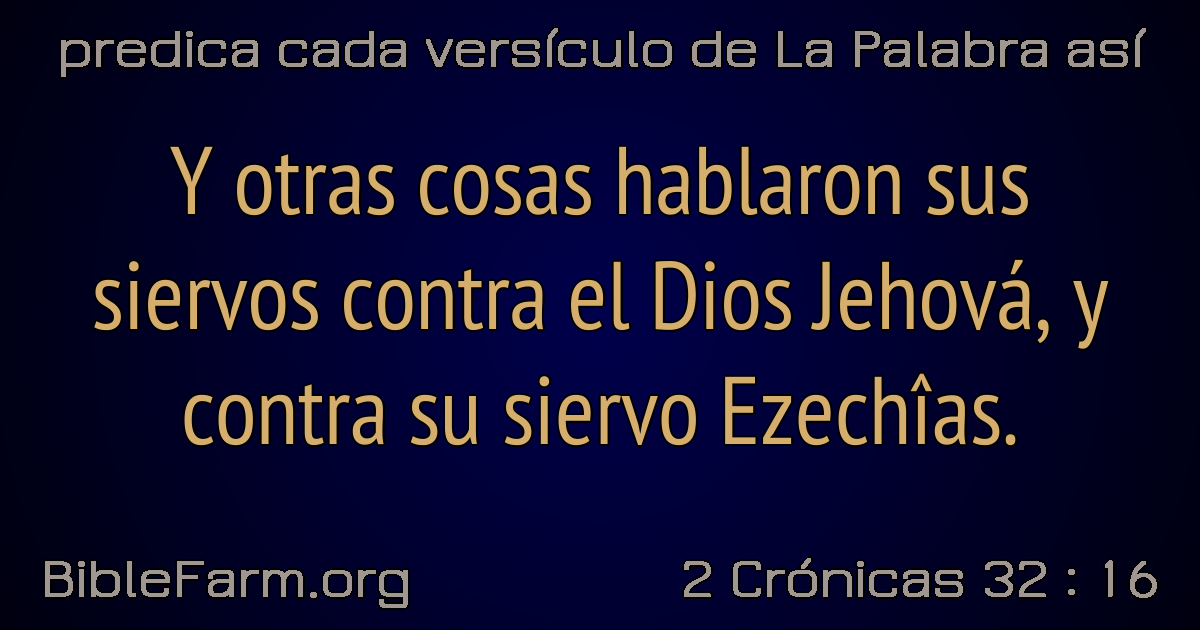 predica cada versículo de La Palabra así
Y otras cosas hablaron sus
siervos contra el Dios Jehová, y
contra su siervo Ezechîas.
BibleFarm.org
2 Crónicas 32 : 16